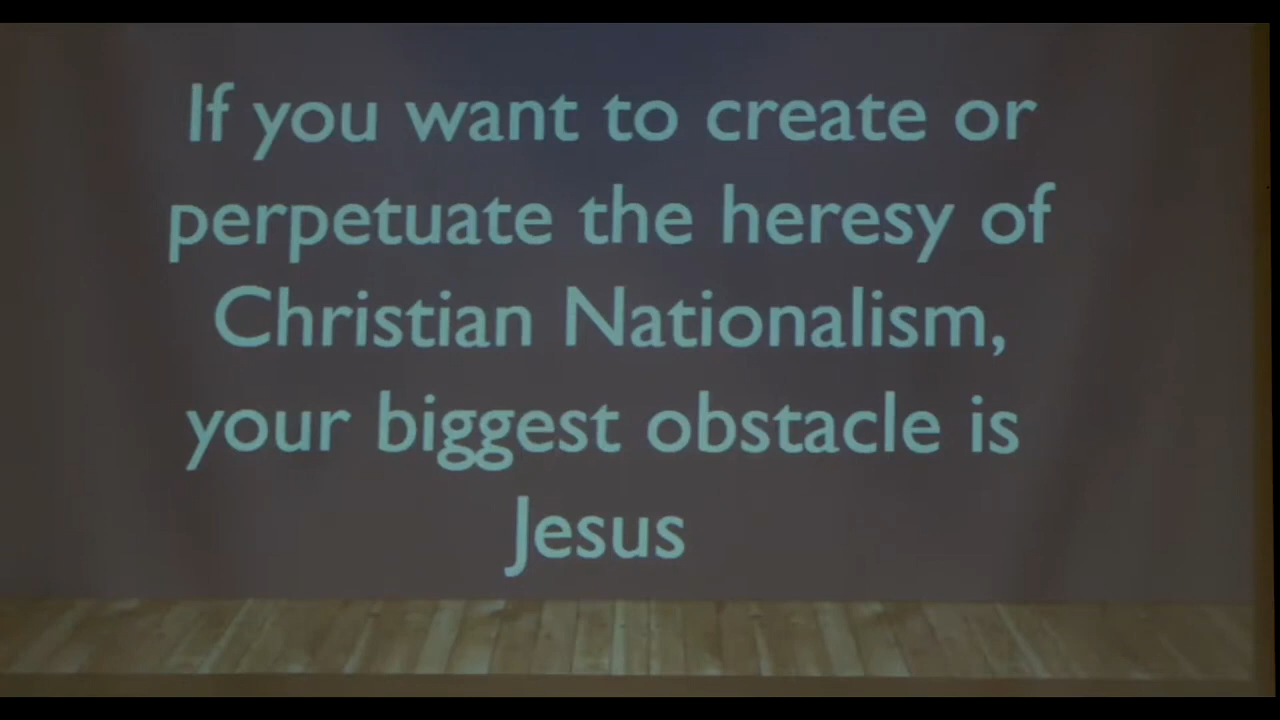 If you want to create or
perpetuate the heresy of
Christian Nationalism,
your biggest obstacle is
Jesus